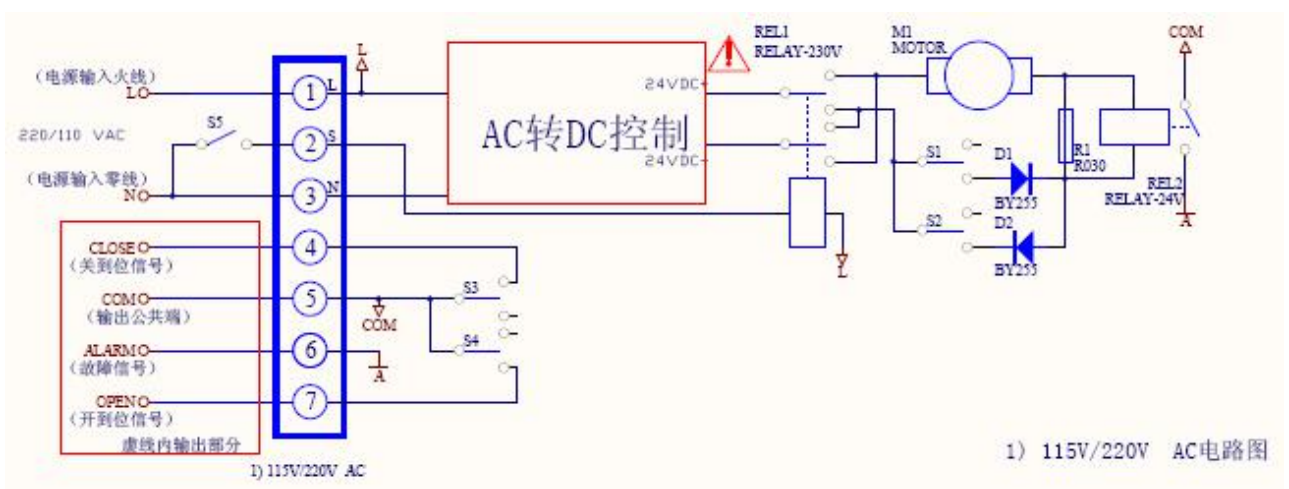 (电源输入火线)
L
220/110 VAC
S5
(电源输入零线)
N
CLOSE
(关到位信号)
COM
(输出公共端)
ALARM
(故障信号)
OPEN
(开到位信号)
虚线内输出部分
1
2
3
4
5
6
7
L
S
N
1) 115V/220V AC
L
COM
A
S3
S4
24VDC+
AC转DC控制
24VDC-
REL1
RELAY-230V
L
M1
MOTOR
S1
S2
D1
BY255
D2
BY255
R1
R030
REL2
RELAY-24V
COM
A
1) 115V/220V AC电路图